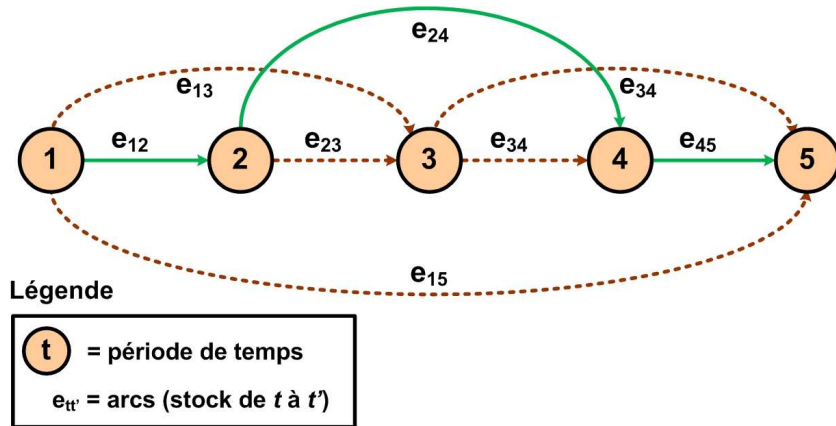 e24
e13
e34
1
e12
2
e23
3
e34
4
e45
5
e15
Légende
t = période de temps
ett' = arcs (stock de t à t')